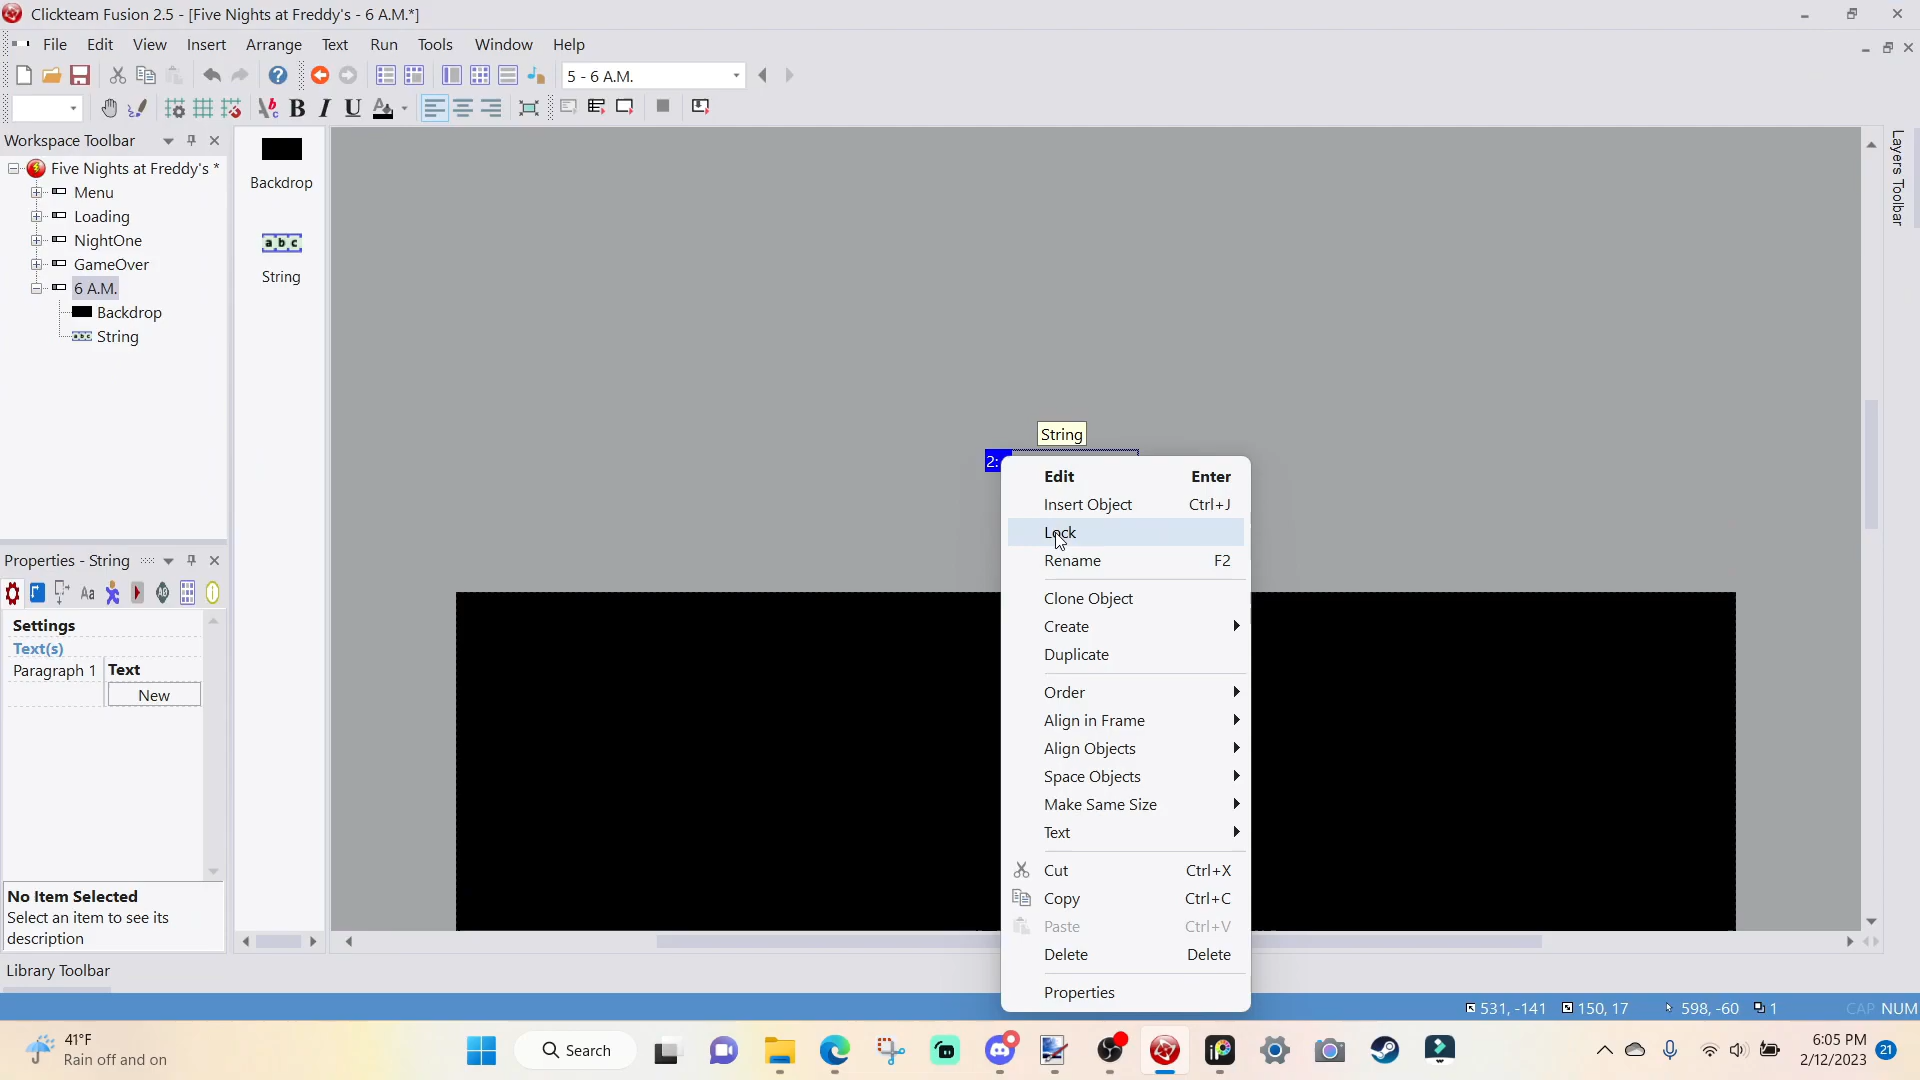 Clickteam Fusion 2.5 - [Five Nights at Freddy's - 6 A.M.*]
File Edit View Insert Arrange Text Run Tools Window Help
5 - 6 A.M.
Workspace Toolbar
Five Nights at Freddy's *
Menu
Loading
NightOne
GameOver
6 A.M.
Backdrop
String
Backdrop
a b c
String
Layers Toolbar
String
2:
Edit Enter
Insert Object Ctrl+J
Lock
Rename F2
Clone Object
Create
Duplicate
Order
Align in Frame
Align Objects
Space Objects
Make Same Size
Text
Cut Ctrl+X
Copy Ctrl+C
Paste Ctrl+V
Delete Delete
Properties
Properties - String
Settings
Text(s)
Paragraph 1 Text
New
No Item Selected
Select an item to see its
description
Library Toolbar
531, -141 150, 17 598, -60 1 CAP NUM
41°F
Rain off and on
Search
6:05 PM
2/12/2023
21